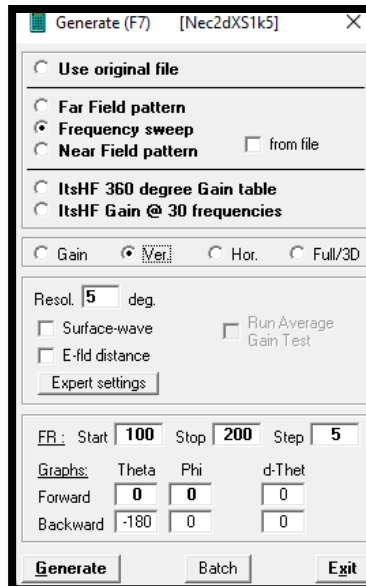 Generate (F7) [Nec2dXS1k5]
Use original file
Far Field pattern
Frequency sweep
Near Field pattern
from file
ItsHF 360 degree Gain table
ItsHF Gain @ 30 frequencies
Gain Ver. Hor. Full/3D
Resol. 5 deg.
Surface-wave
Run Average
Gain Test
E-fld distance
Expert settings
FR : Start 100 Stop 200 Step 5
Graphs: Theta Phi d-Thet
Forward 0 0 0
Backward -180 0 0
Generate Batch Exit